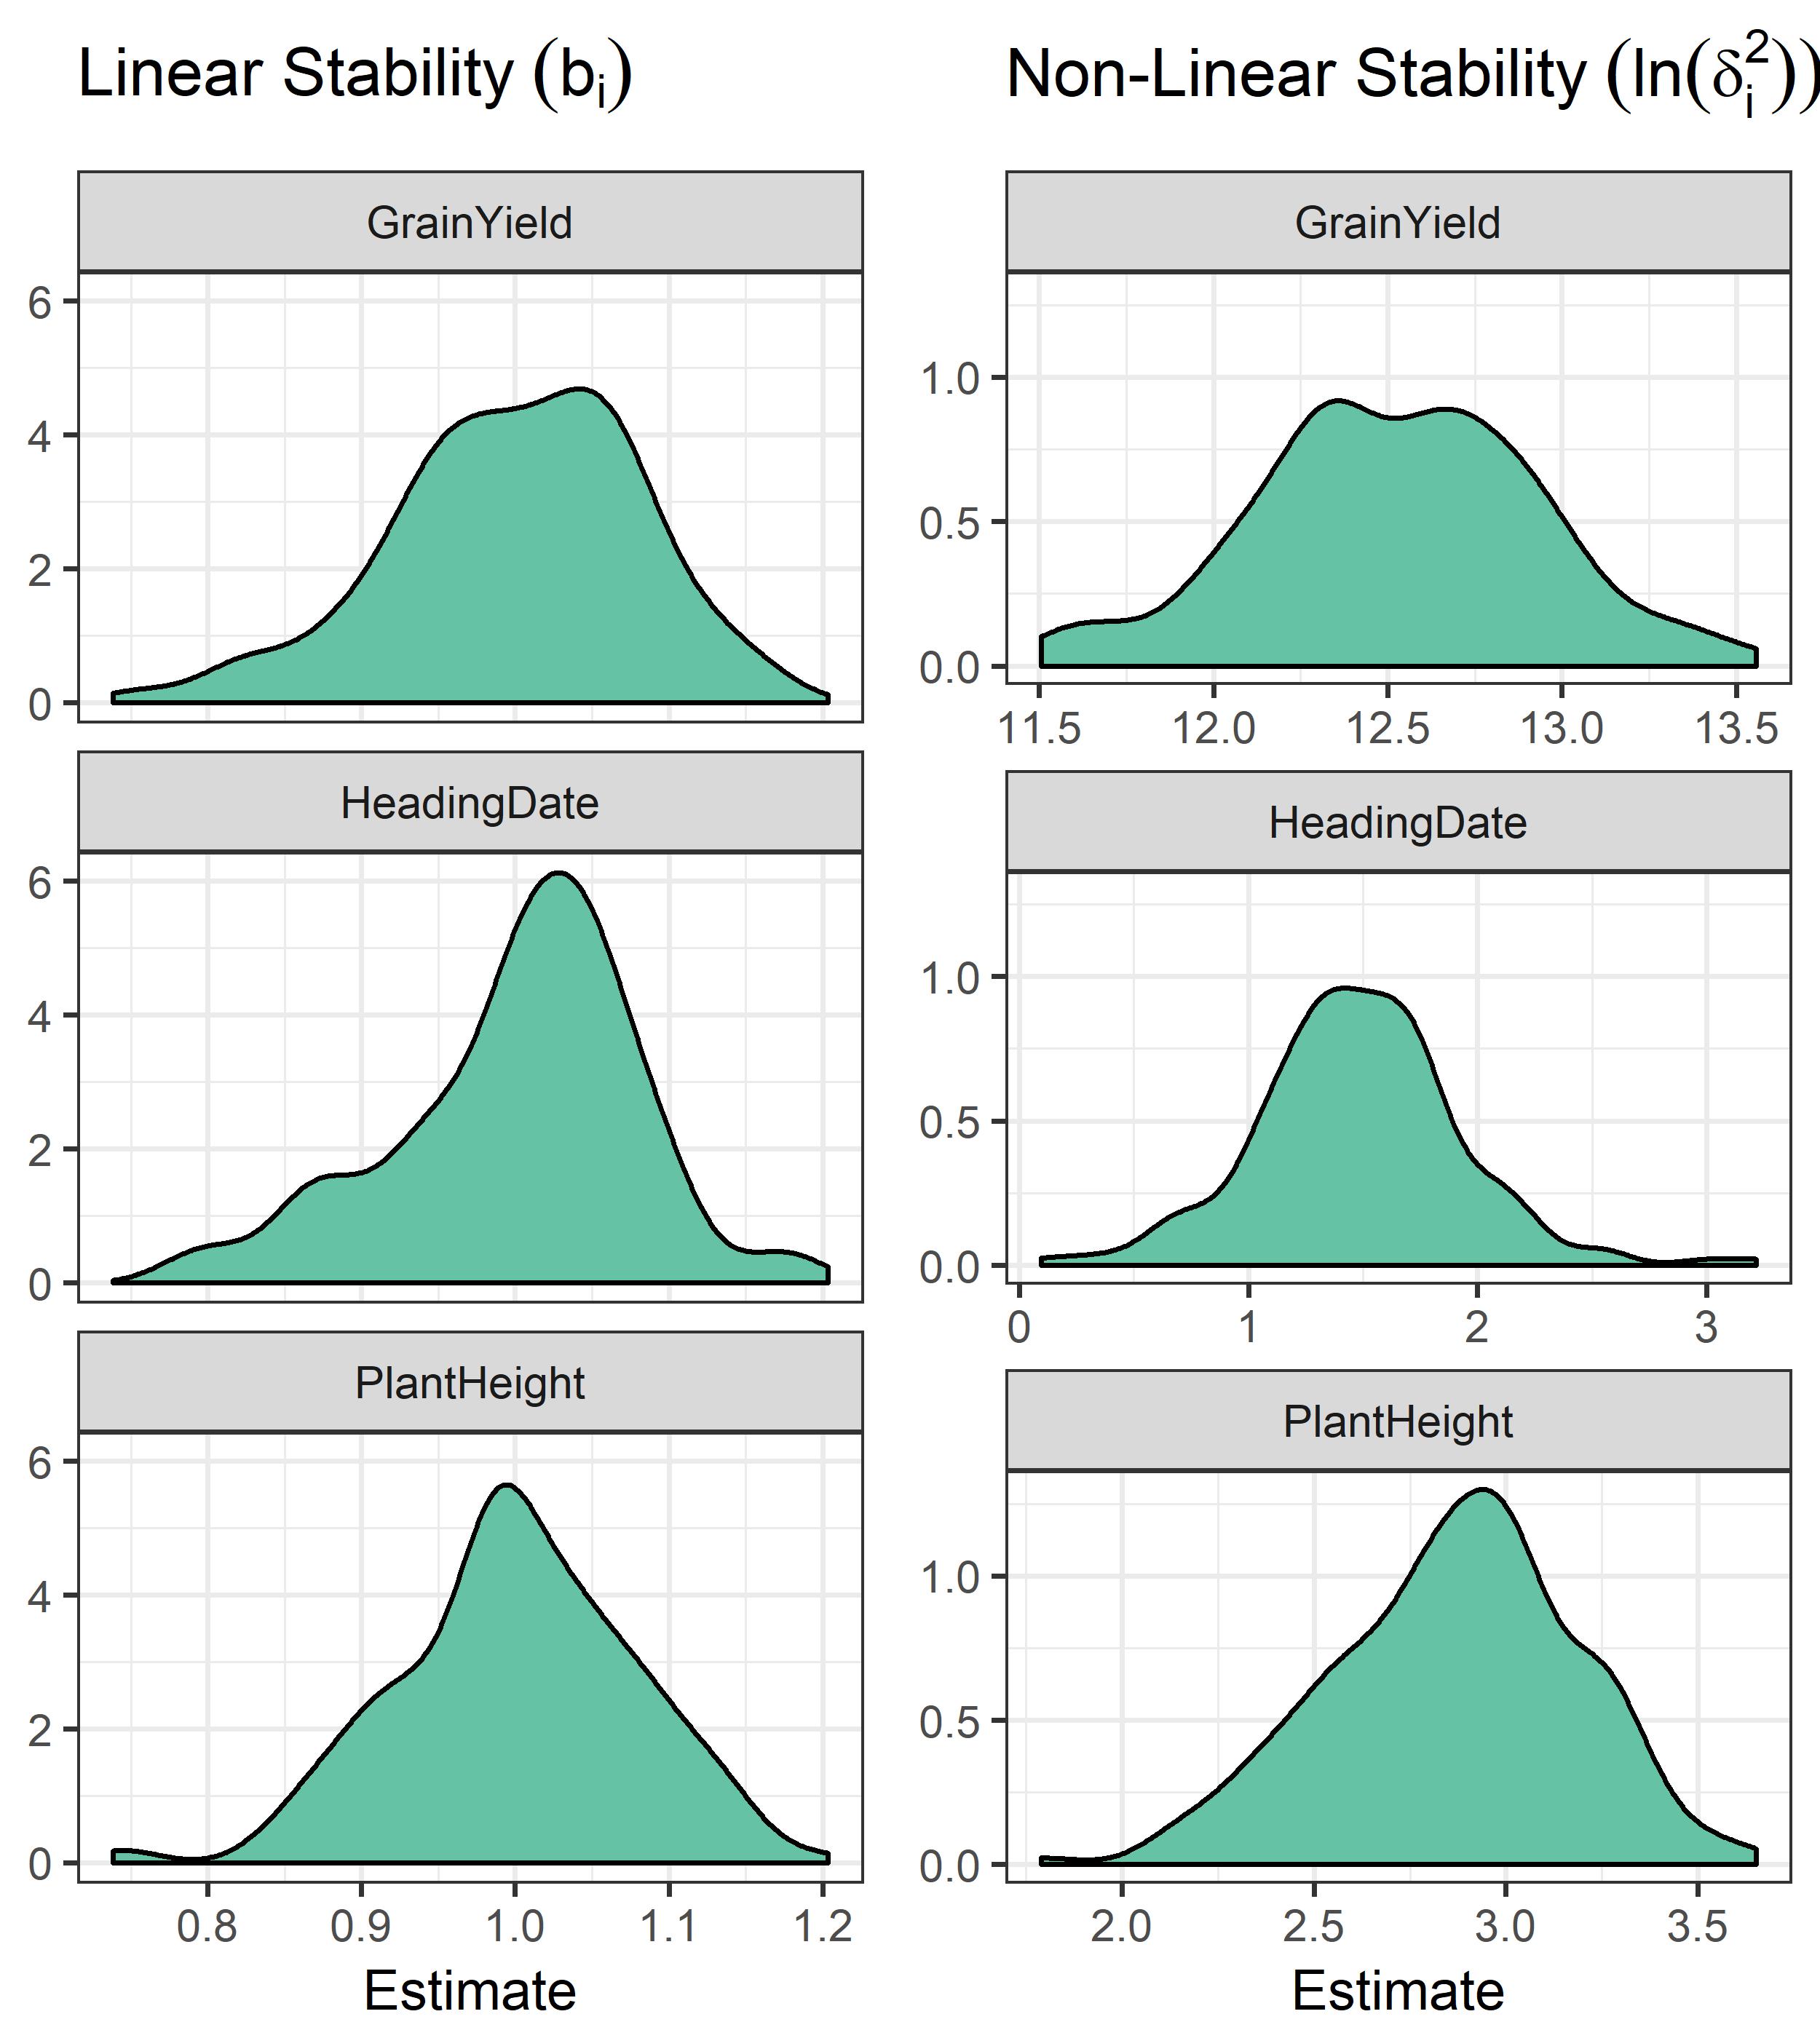 Linear Stability (bᵢ)
GrainYield
6
4
2
0
HeadingDate
6
4
2
0
PlantHeight
6
4
2
0
0.8 0.9 1.0 1.1 1.2
Estimate
Non-Linear Stability (ln(δᵢ²))
GrainYield
1.0
0.5
0.0
11.5 12.0 12.5 13.0 13.5
HeadingDate
1.0
0.5
0.0
0 1 2 3
PlantHeight
1.0
0.5
0.0
2.0 2.5 3.0 3.5
Estimate